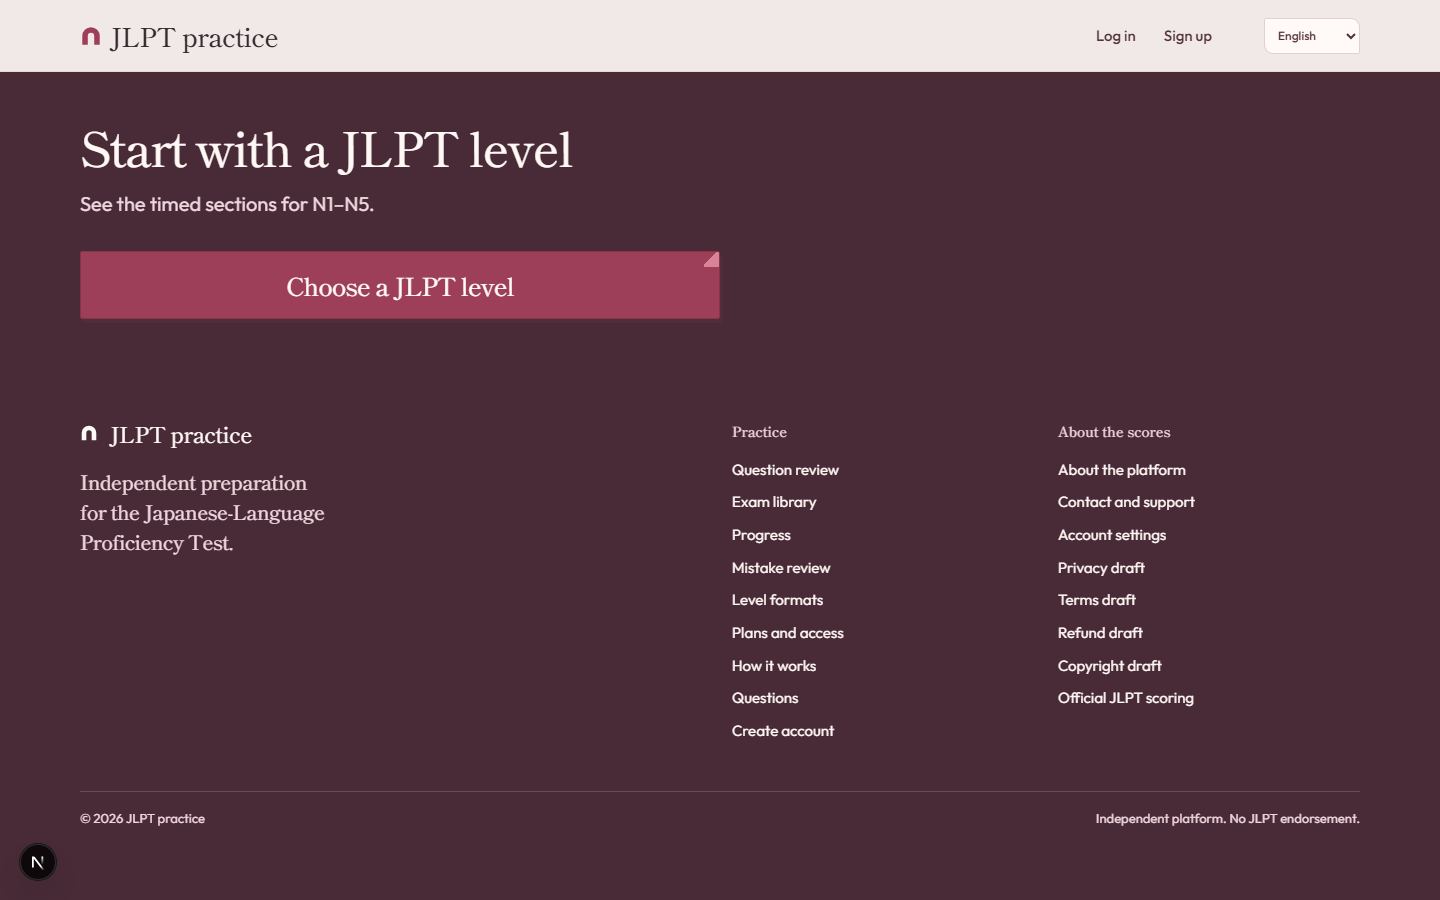 JLPT practice
Log in
Sign up
English
Start with a JLPT level
See the timed sections for N1–N5.
Choose a JLPT level
JLPT practice
Independent preparation
for the Japanese-Language
Proficiency Test.
Practice
Question review
Exam library
Progress
Mistake review
Level formats
Plans and access
How it works
Questions
Create account
About the scores
About the platform
Contact and support
Account settings
Privacy draft
Terms draft
Refund draft
Copyright draft
Official JLPT scoring
© 2026 JLPT practice
Independent platform. No JLPT endorsement.
N